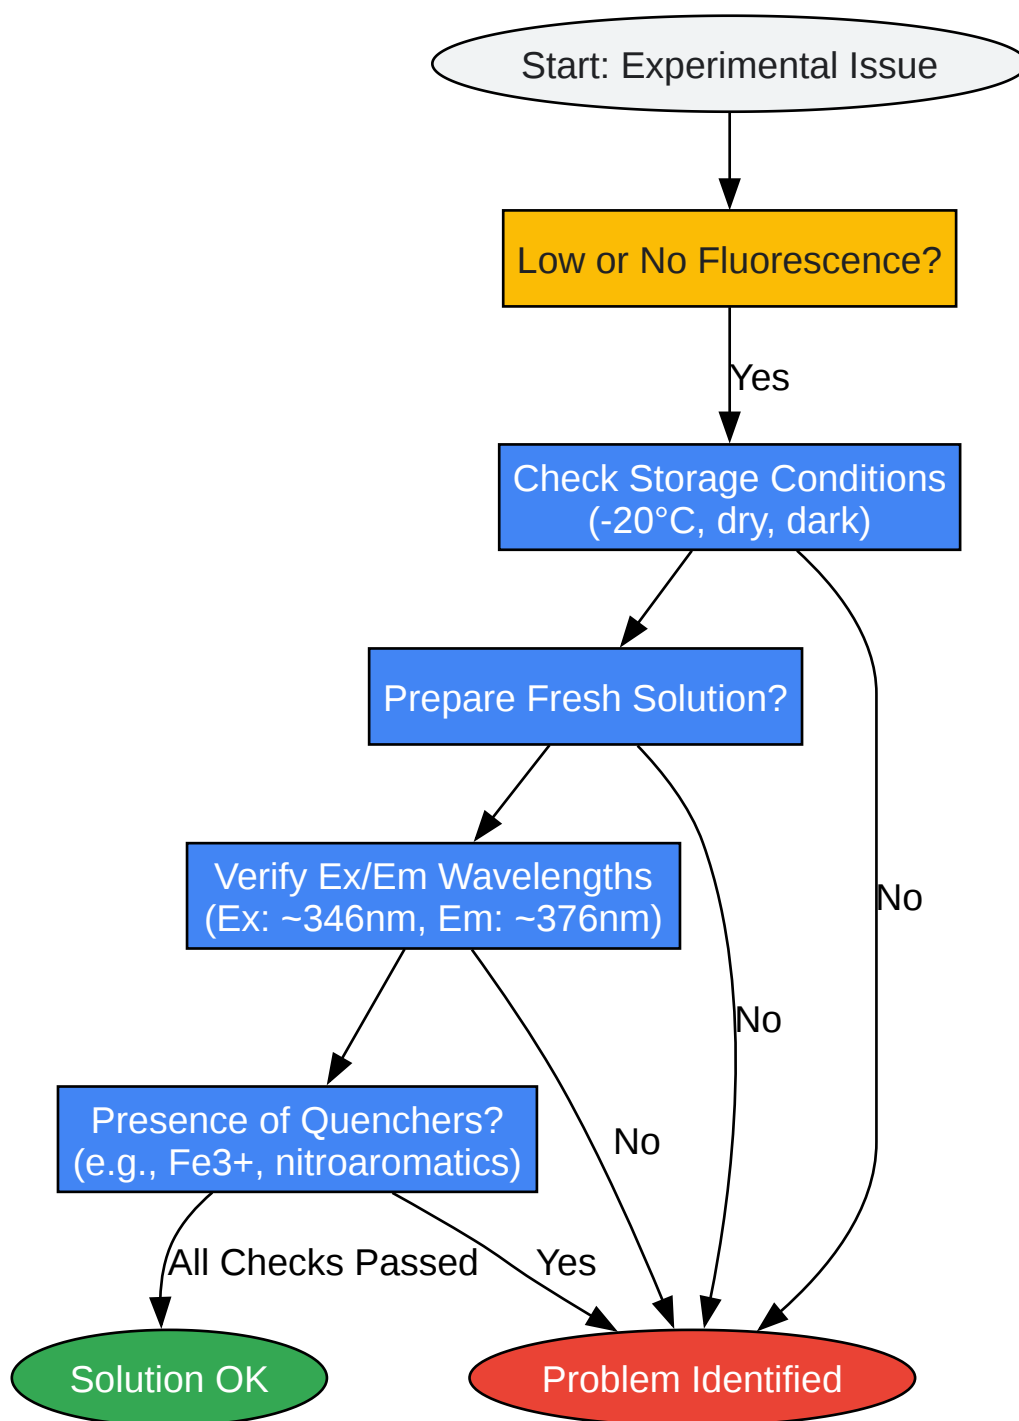 Start: Experimental Issue
Low or No Fluorescence?
Yes
Check Storage Conditions
(-20°C, dry, dark)
Prepare Fresh Solution?
Verify Ex/Em Wavelengths
(Ex: ~346nm, Em: ~376nm)
No
No
Presence of Quenchers?
(e.g., Fe3+, nitroaromatics)
No
All Checks Passed
Yes
Solution OK
Problem Identified